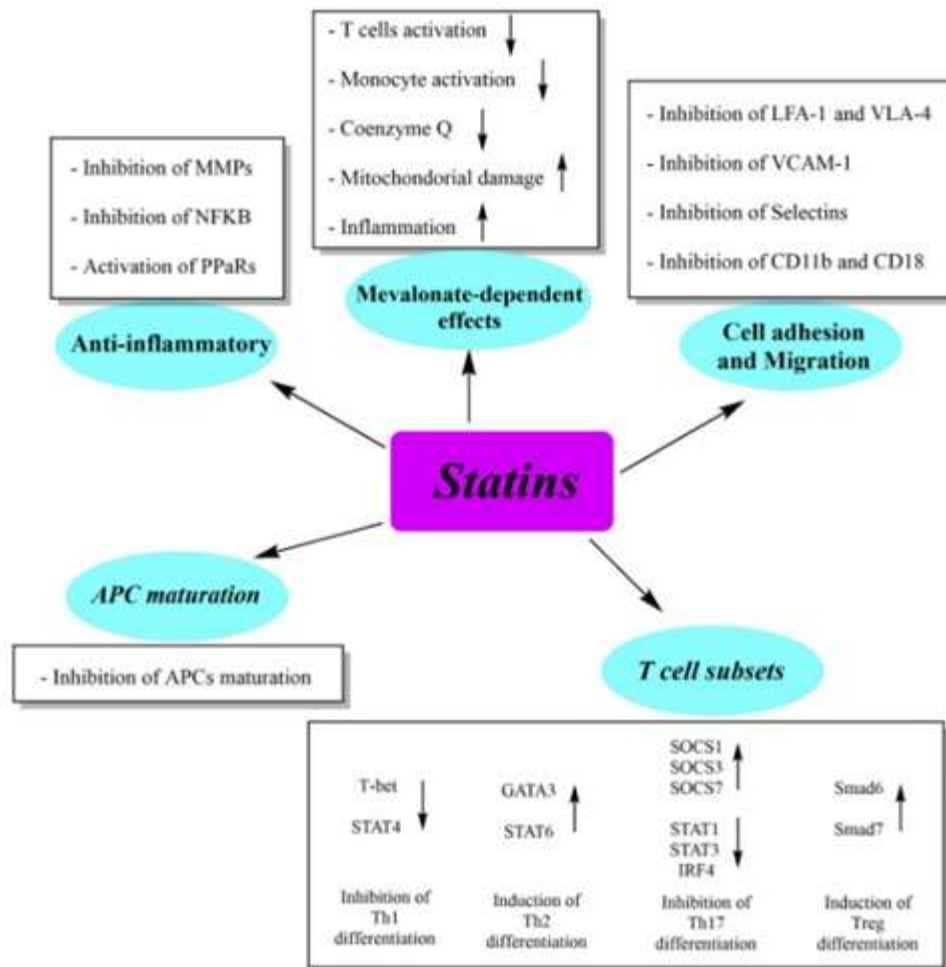 - T cells activation
- Monocyte activation
- Coenzyme Q
- Mitochondorial damage
- Inflammation
Mevalonate-dependent
effects
- Inhibition of MMPs
- Inhibition of NFKB
- Activation of PPaRs
Anti-inflammatory
- Inhibition of LFA-1 and VLA-4
- Inhibition of VCAM-1
- Inhibition of Selectins
- Inhibition of CD11b and CD18
Cell adhesion
and Migration
Statins
APC maturation
- Inhibition of APCs maturation
T cell subsets
T-bet
STAT4
Inhibition of
Th1
differentiation
GATA3
STAT6
Induction of
Th2
differentiation
SOCS1
SOCS3
SOCS7
STAT1
STAT3
IRF4
Inhibition of
Th17
differentiation
Smad6
Smad7
Induction of
Treg
differentiation